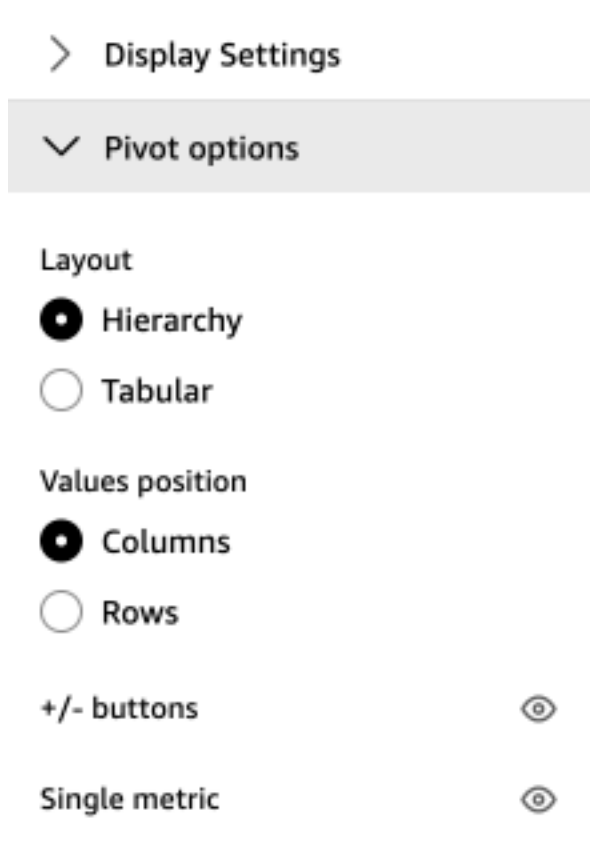 Display Settings
Pivot options
Layout
Hierarchy
Tabular
Values position
Columns
Rows
+/- buttons
Single metric